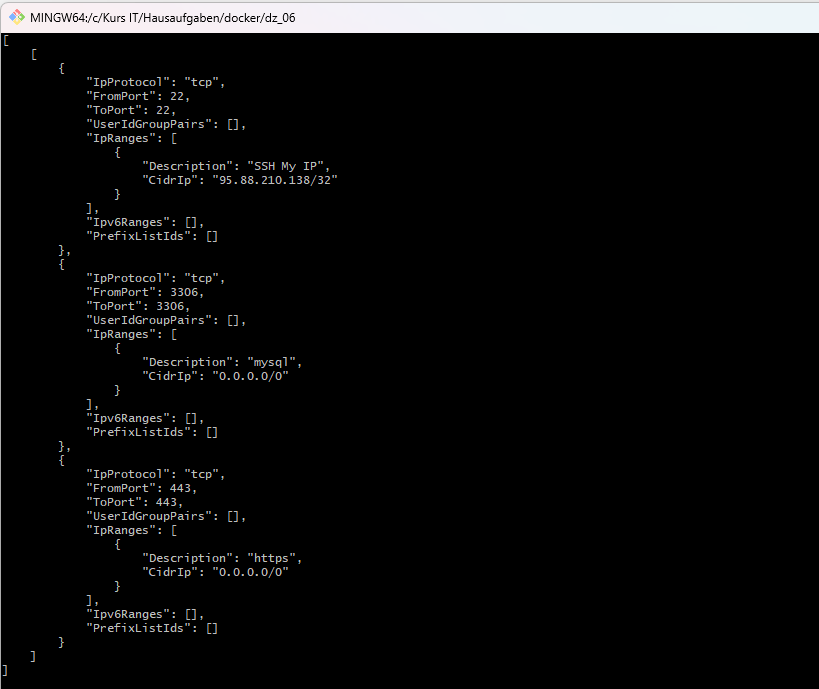 MINGW64:/c/Kurs IT/Hausaufgaben/docker/dz_06
[
    [
        {
            "IpProtocol": "tcp",
            "FromPort": 22,
            "ToPort": 22,
            "UserIdGroupPairs": [],
            "IpRanges": [
                {
                    "Description": "SSH My IP",
                    "CidrIp": "95.88.210.138/32"
                }
            ],
            "Ipv6Ranges": [],
            "PrefixListIds": []
        },
        {
            "IpProtocol": "tcp",
            "FromPort": 3306,
            "ToPort": 3306,
            "UserIdGroupPairs": [],
            "IpRanges": [
                {
                    "Description": "mysql",
                    "CidrIp": "0.0.0.0/0"
                }
            ],
            "Ipv6Ranges": [],
            "PrefixListIds": []
        },
        {
            "IpProtocol": "tcp",
            "FromPort": 443,
            "ToPort": 443,
            "UserIdGroupPairs": [],
            "IpRanges": [
                {
                    "Description": "https",
                    "CidrIp": "0.0.0.0/0"
                }
            ],
            "Ipv6Ranges": [],
            "PrefixListIds": []
        }
    ]
]